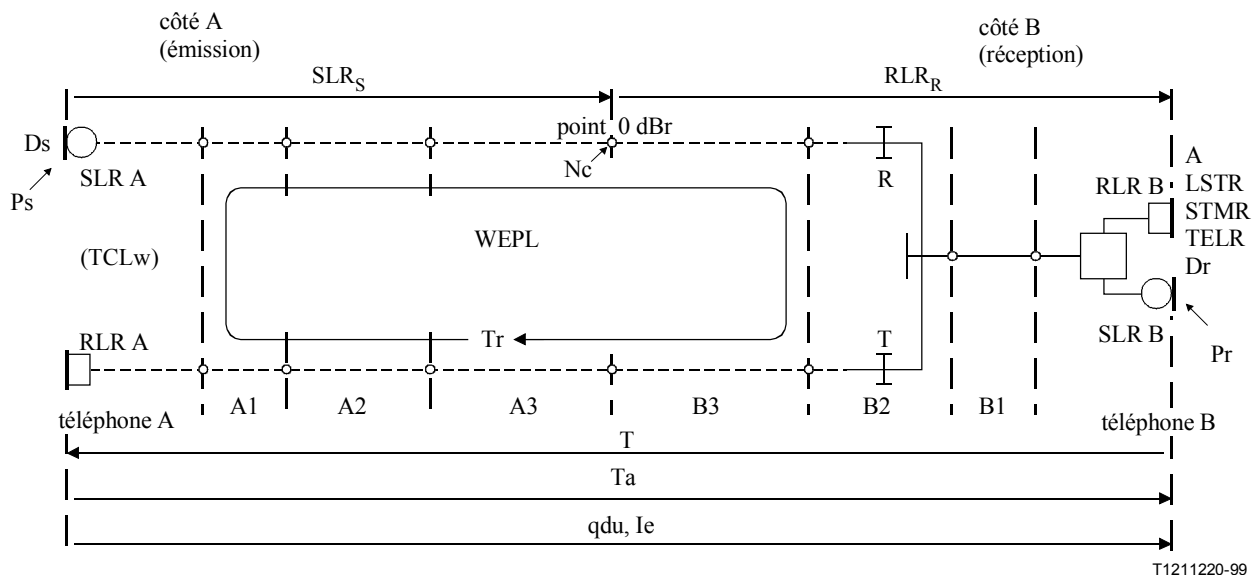 côté A
(émission)
côté B
(réception)
SLRS
RLRR
point 0 dBr
Ds
Nc
R
A
LSTR
STMR
TELR
Dr
Ps
SLR A
RLR B
WEPL
(TCLw)
RLR A
Tr
T
SLR B
Pr
A1
A2
A3
B3
B2
B1
téléphone A
téléphone B
T
Ta
qdu, Ie
T1211220-99